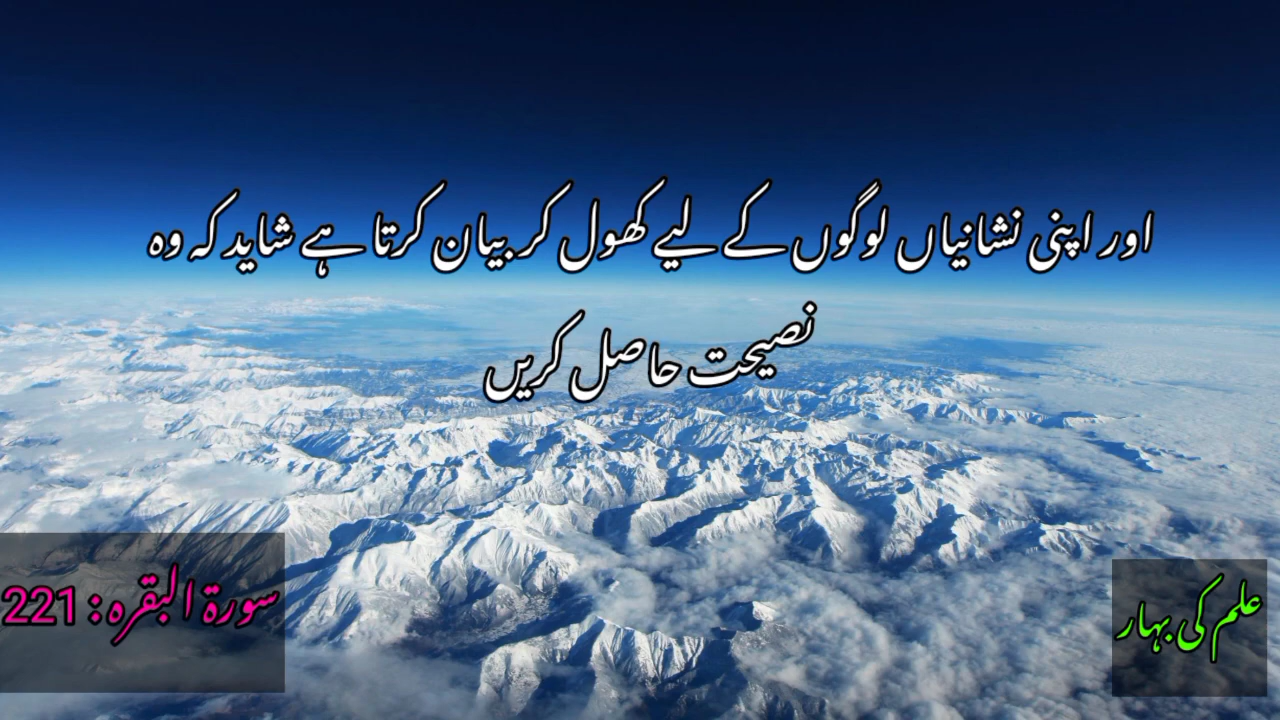 اور اپنی نشانیاں لوگوں کے لیے کھول کر بیان کرتا ہے شاید کہ وہ
نصیحت حاصل کریں
سورۃ البقرہ : 221
علم کی بہار